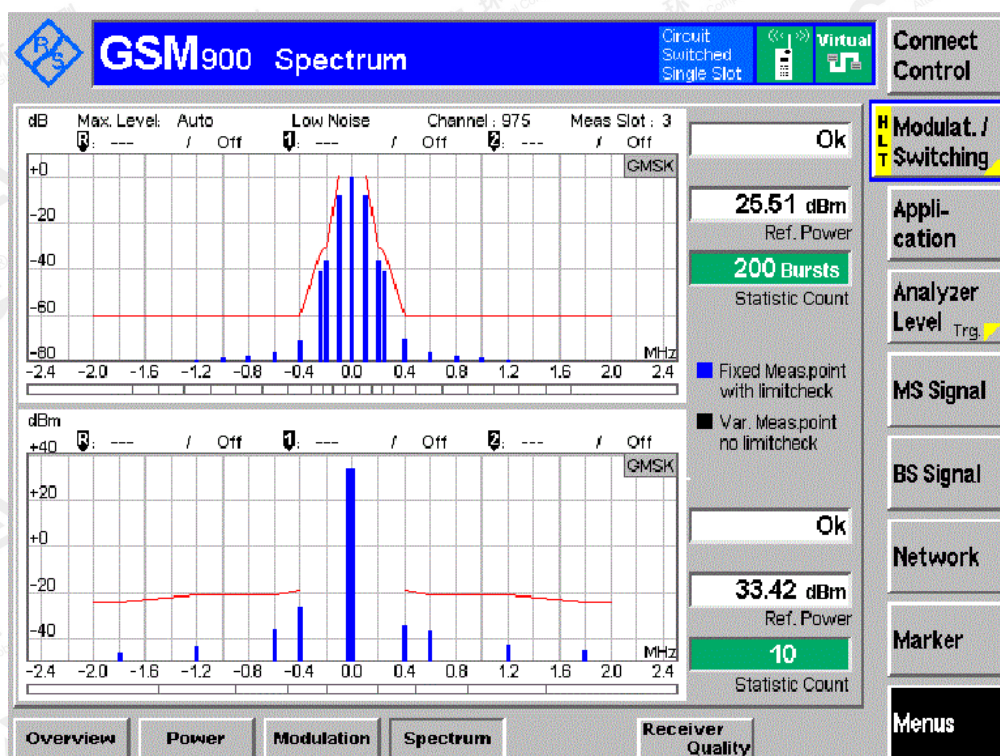 R/S
GSM900 Spectrum
Circuit
Switched
Single Slot
Virtual
Connect
Control
dB Max. Level: Auto Low Noise Channel : 975 Meas Slot : 3
R: --- / Off 1: --- / Off 2: --- / Off
GMSK
+0
-20
-40
-60
-80
MHz
-2.4 -2.0 -1.6 -1.2 -0.8 -0.4 0.0 0.4 0.8 1.2 1.6 2.0 2.4
Ok
25.51 dBm
Ref. Power
200 Bursts
Statistic Count
Fixed Meas.point
with limitcheck
Var. Meas.point
no limitcheck
dBm
R: --- / Off 1: --- / Off 2: --- / Off
GMSK
+40
+20
+0
-20
-40
MHz
-2.4 -2.0 -1.6 -1.2 -0.8 -0.4 0.0 0.4 0.8 1.2 1.6 2.0 2.4
Ok
33.42 dBm
Ref. Power
10
Statistic Count
HLT
Modulat. /
Switching
Appli-
cation
Analyzer
Level Trg.
MS Signal
BS Signal
Network
Marker
Menus
Overview
Power
Modulation
Spectrum
Receiver
Quality